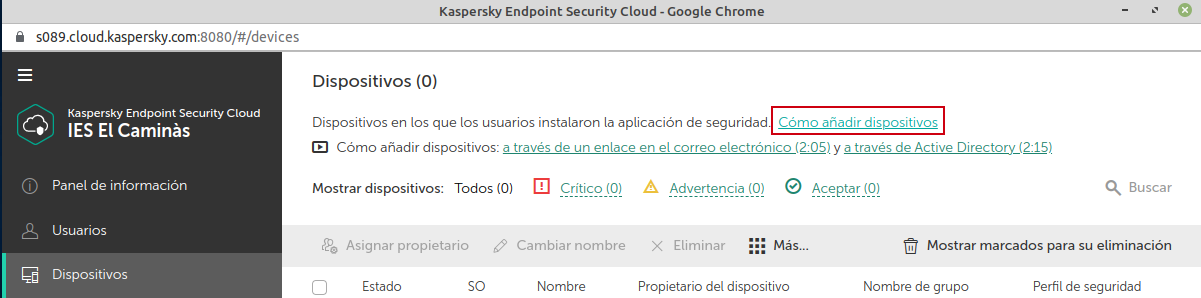 Kaspersky Endpoint Security Cloud - Google Chrome
s089.cloud.kaspersky.com:8080/#/devices
Kaspersky Endpoint Security Cloud
IES El Caminàs
Panel de información
Usuarios
Dispositivos
Dispositivos (0)
Dispositivos en los que los usuarios instalaron la aplicación de seguridad. Cómo añadir dispositivos
Cómo añadir dispositivos: a través de un enlace en el correo electrónico (2:05) y a través de Active Directory (2:15)
Mostrar dispositivos: Todos (0) Crítico (0) Advertencia (0) Aceptar (0) Buscar
Asignar propietario Cambiar nombre Eliminar Más... Mostrar marcados para su eliminación
Estado SO Nombre Propietario del dispositivo Nombre de grupo Perfil de seguridad